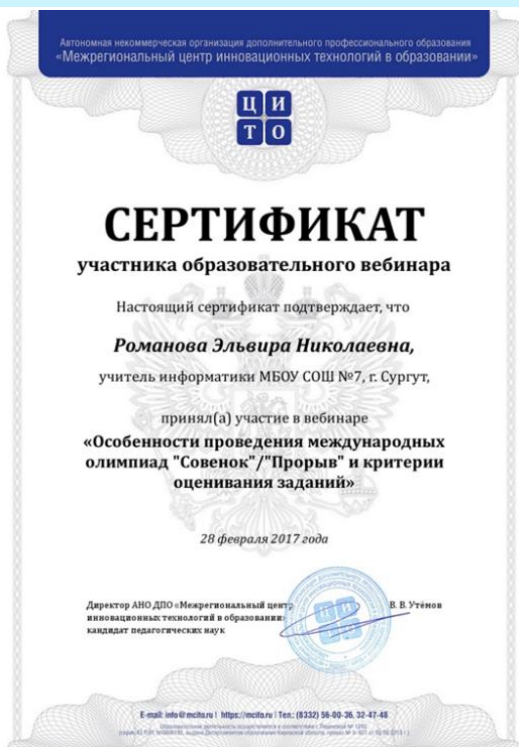 Автономная некоммерческая организация дополнительного профессионального образования
«Межрегиональный центр инновационных технологий в образовании»
Ц И
Т О
СЕРТИФИКАТ
участника образовательного вебинара
Настоящий сертификат подтверждает, что
Романова Эльвира Николаевна,
учитель информатики МБОУ СОШ №7, г. Сургут,
принял(а) участие в вебинаре
«Особенности проведения международных
олимпиад "Совенок"/"Прорыв" и критерии
оценивания заданий»
28 февраля 2017 года
Директор АНО ДПО «Межрегиональный центр
инновационных технологий в образовании»
кандидат педагогических наук
В. В. Утёмов
E-mail: info@mcito.ru | https://mcito.ru | Тел.: (8332) 56-00-36, 32-47-48